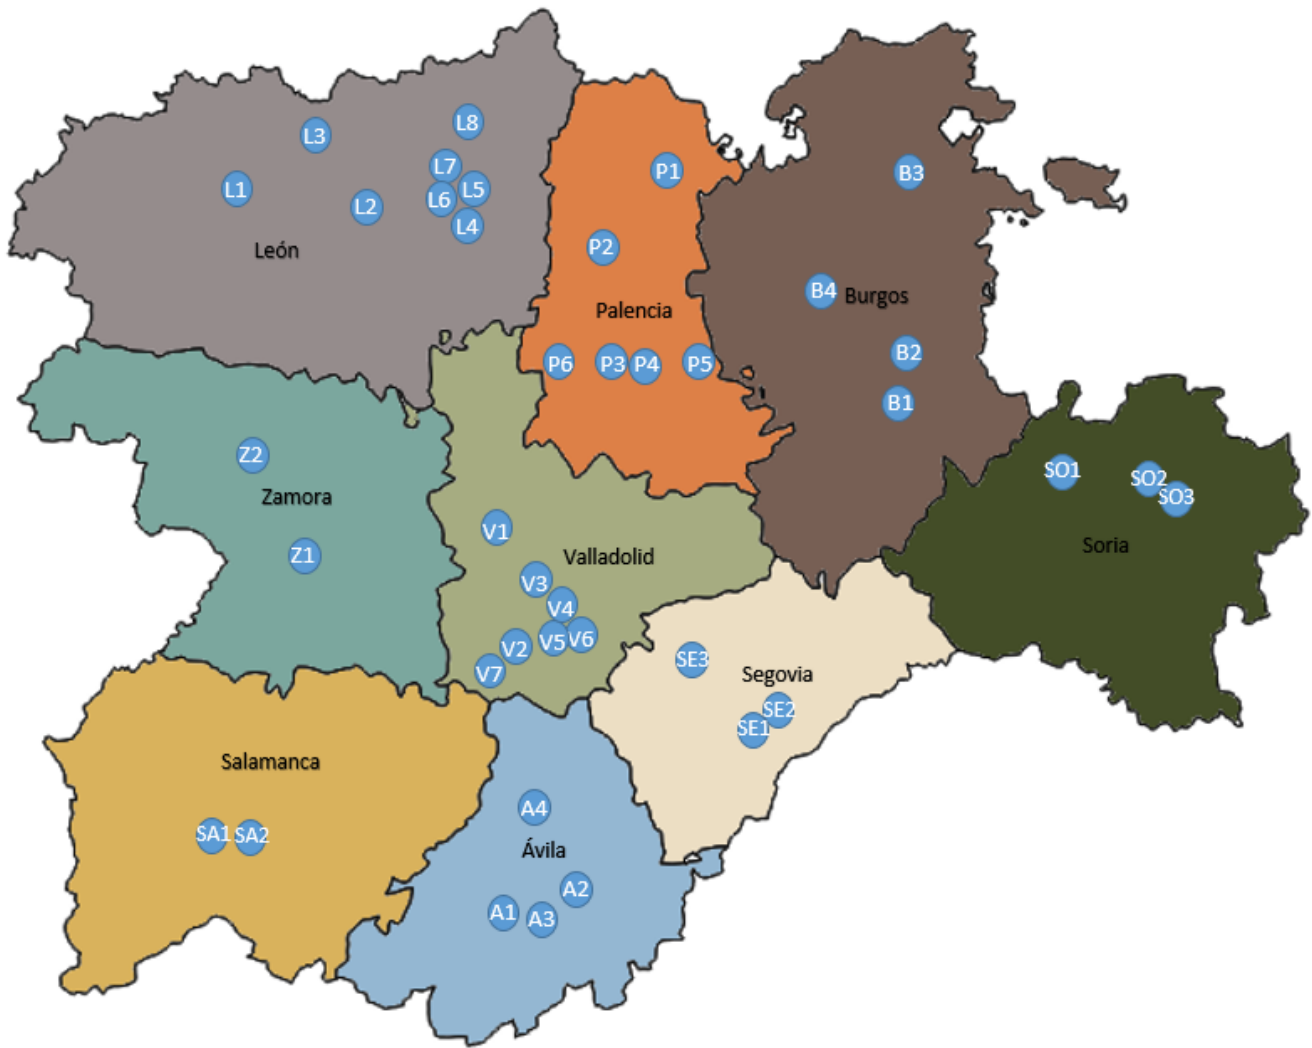 L8
L3
L7
P1
B3
L1
L5
L6
L2
L4
León
P2
B4
Burgos
Palencia
B2
P6
P3
P4
P5
B1
Z2
SO1
SO2
SO3
Zamora
V1
Soria
Z1
Valladolid
V3
V4
V5
V6
V2
SE3
V7
Segovia
SE2
SE1
Salamanca
A4
SA1
SA2
Ávila
A2
A1
A3